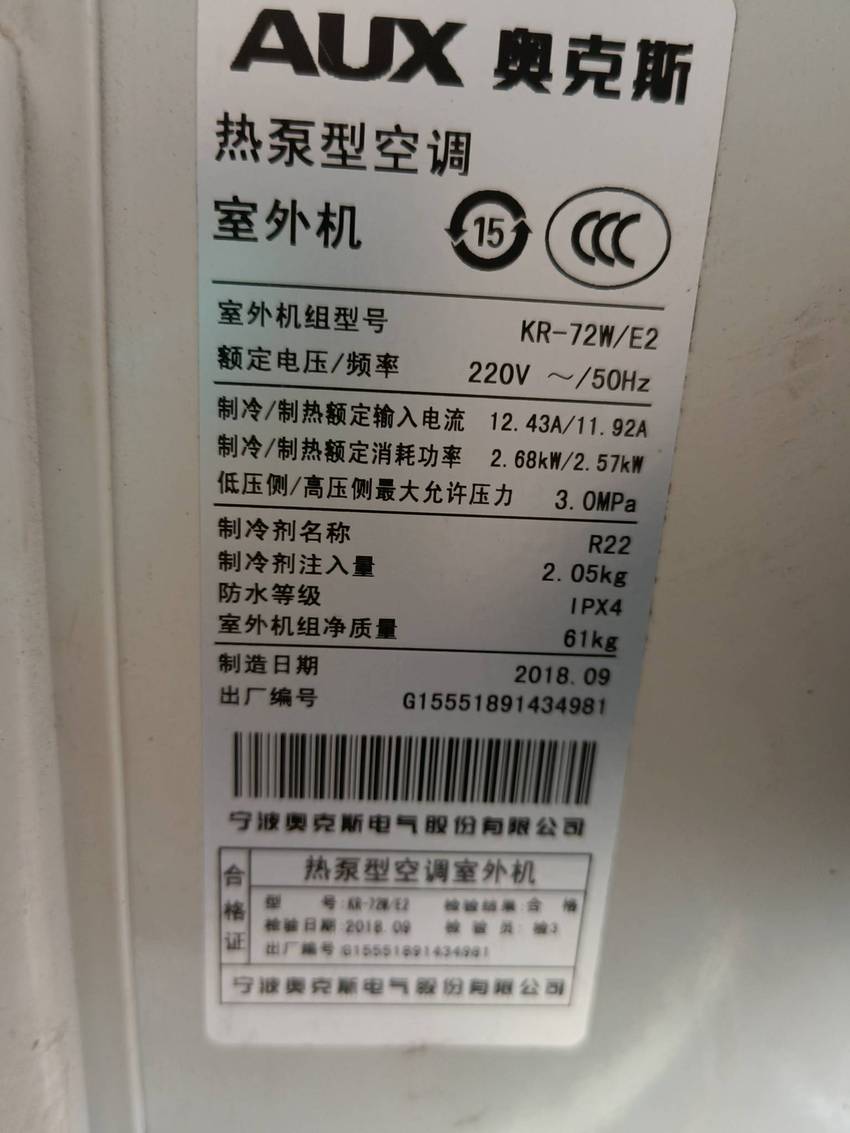 AUX 奥克斯
热泵型空调
室外机 15 CCC
室外机组型号 KR-72W/E2
额定电压/频率 220V ～/50Hz
制冷/制热额定输入电流 12.43A/11.92A
制冷/制热额定消耗功率 2.68kW/2.57kW
低压侧/高压侧最大允许压力 3.0MPa
制冷剂名称 R22
制冷剂注入量 2.05kg
防水等级 IPX4
室外机组净质量 61kg
制造日期 2018.09
出厂编号 G15551891434981
宁波奥克斯电气股份有限公司
合格证
热泵型空调室外机
型 号:KR-72W/E2 检验结果:合 格
检验日期:2018.09 检 验 员: 检3
出厂编号 G15551891434981
宁波奥克斯电气股份有限公司